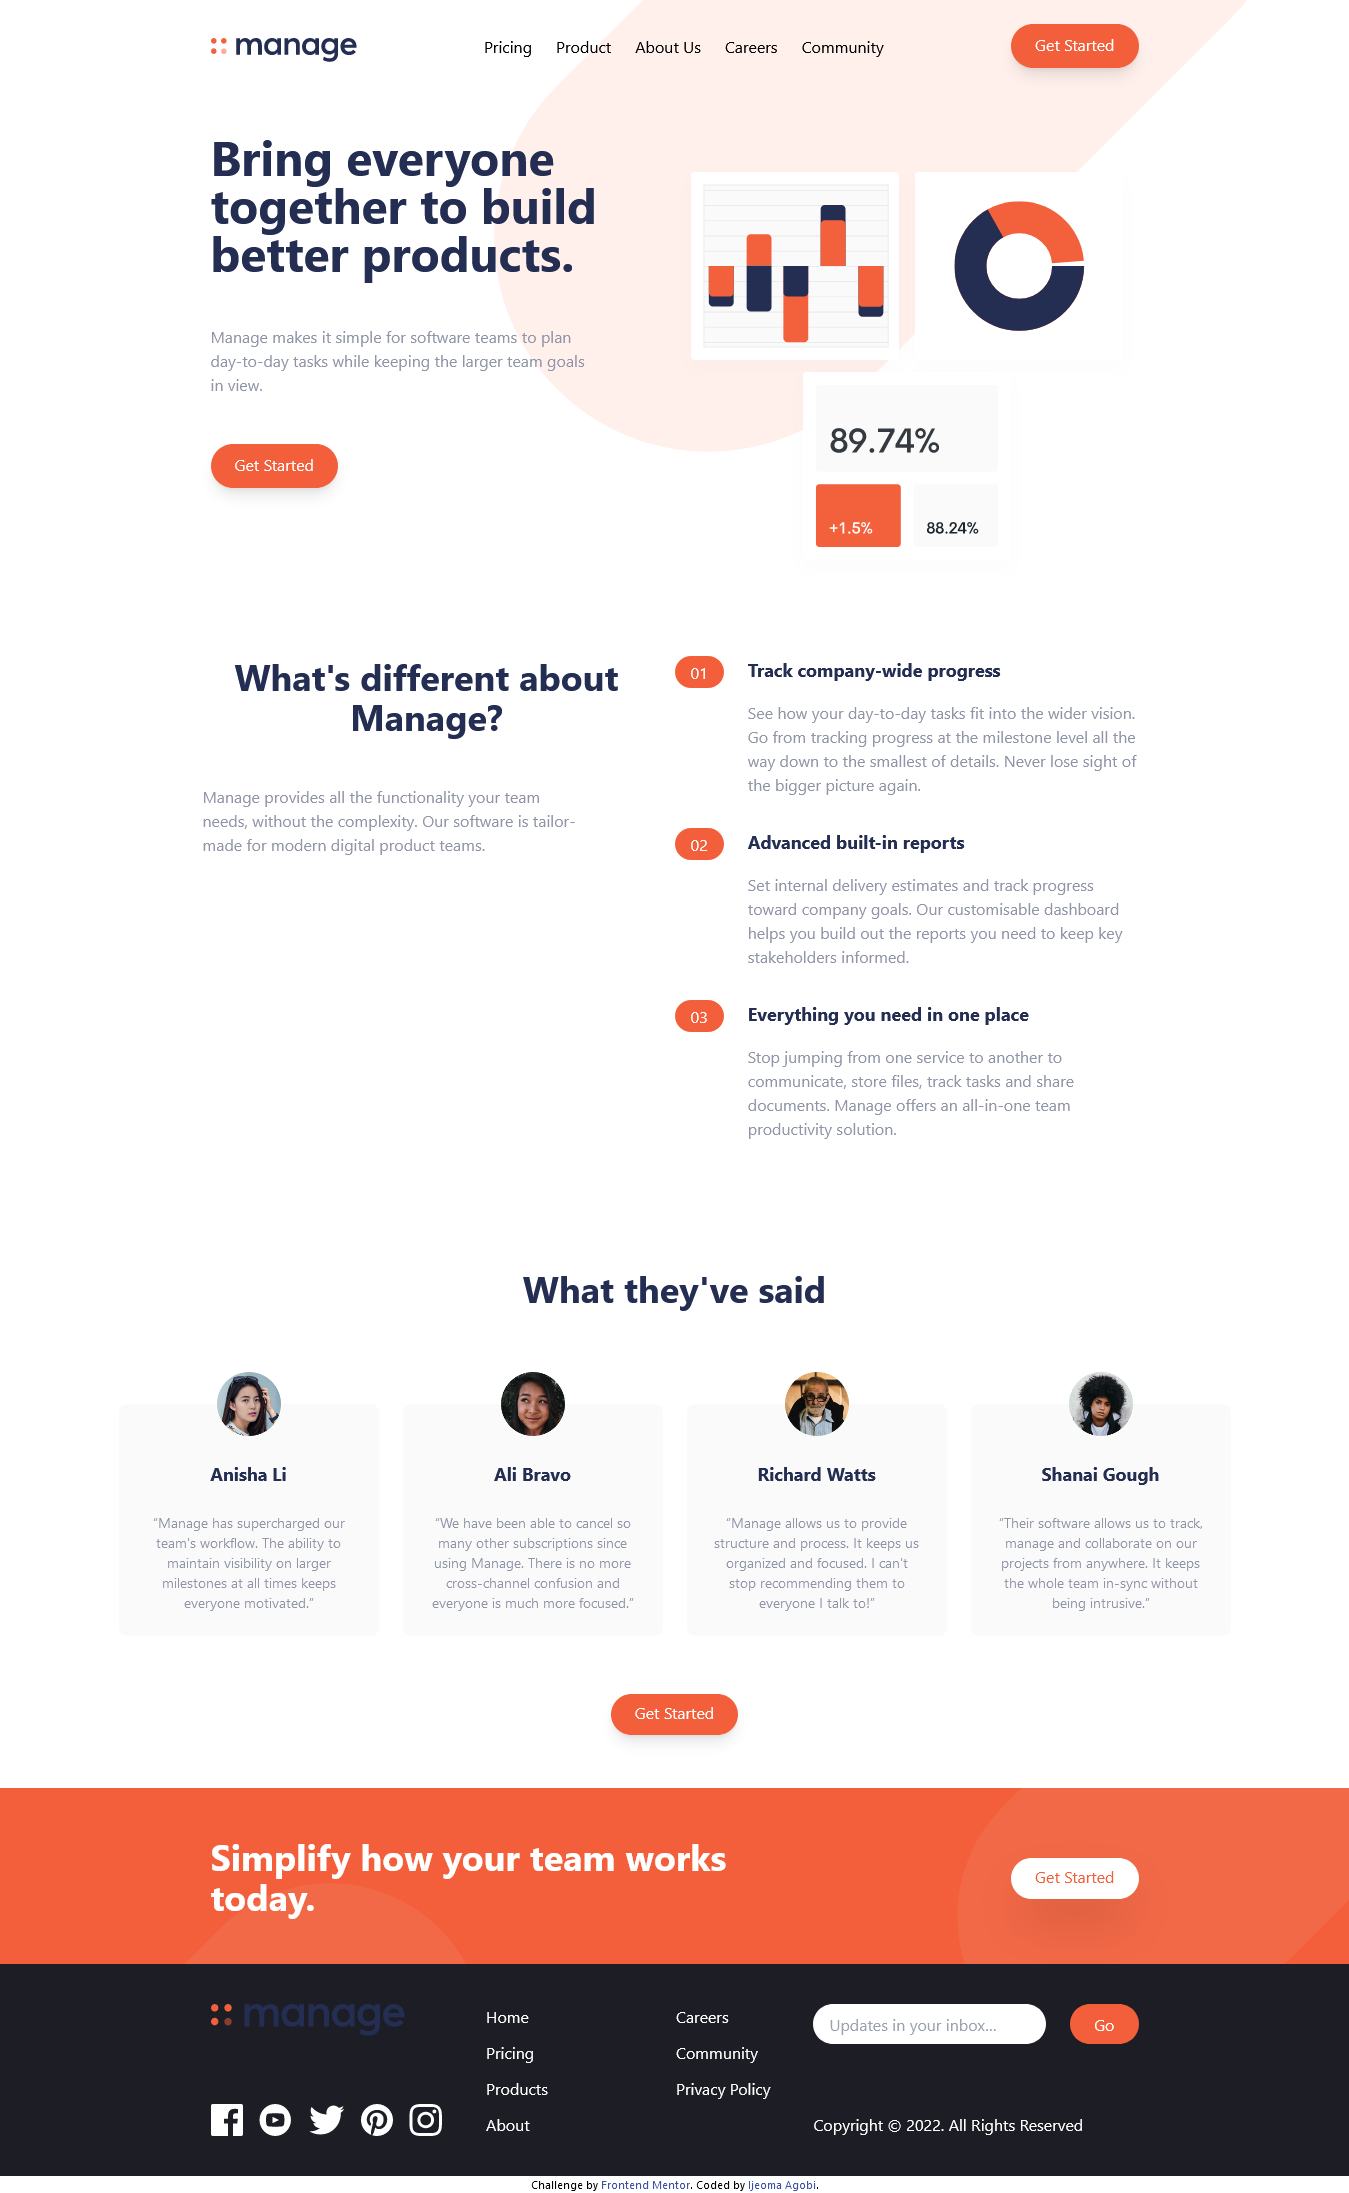 manage
Pricing Product About Us Careers Community
Get Started
Bring everyone
together to build
better products.
Manage makes it simple for software teams to plan
day-to-day tasks while keeping the larger team goals
in view.
Get Started
89.74%
+1.5%
88.24%
What's different about
Manage?
Manage provides all the functionality your team
needs, without the complexity. Our software is tailor-
made for modern digital product teams.
01
Track company-wide progress
See how your day-to-day tasks fit into the wider vision.
Go from tracking progress at the milestone level all the
way down to the smallest of details. Never lose sight of
the bigger picture again.
02
Advanced built-in reports
Set internal delivery estimates and track progress
toward company goals. Our customisable dashboard
helps you build out the reports you need to keep key
stakeholders informed.
03
Everything you need in one place
Stop jumping from one service to another to
communicate, store files, track tasks and share
documents. Manage offers an all-in-one team
productivity solution.
What they've said
Anisha Li
“Manage has supercharged our
team's workflow. The ability to
maintain visibility on larger
milestones at all times keeps
everyone motivated.”
Ali Bravo
“We have been able to cancel so
many other subscriptions since
using Manage. There is no more
cross-channel confusion and
everyone is much more focused.”
Richard Watts
“Manage allows us to provide
structure and process. It keeps us
organized and focused. I can't
stop recommending them to
everyone I talk to!”
Shanai Gough
“Their software allows us to track,
manage and collaborate on our
projects from anywhere. It keeps
the whole team in-sync without
being intrusive.”
Get Started
Simplify how your team works
today.
Get Started
manage
Home
Pricing
Products
About
Careers
Community
Privacy Policy
Updates in your inbox...
Go
Copyright © 2022. All Rights Reserved
Challenge by Frontend Mentor. Coded by Ijeoma Agobi.